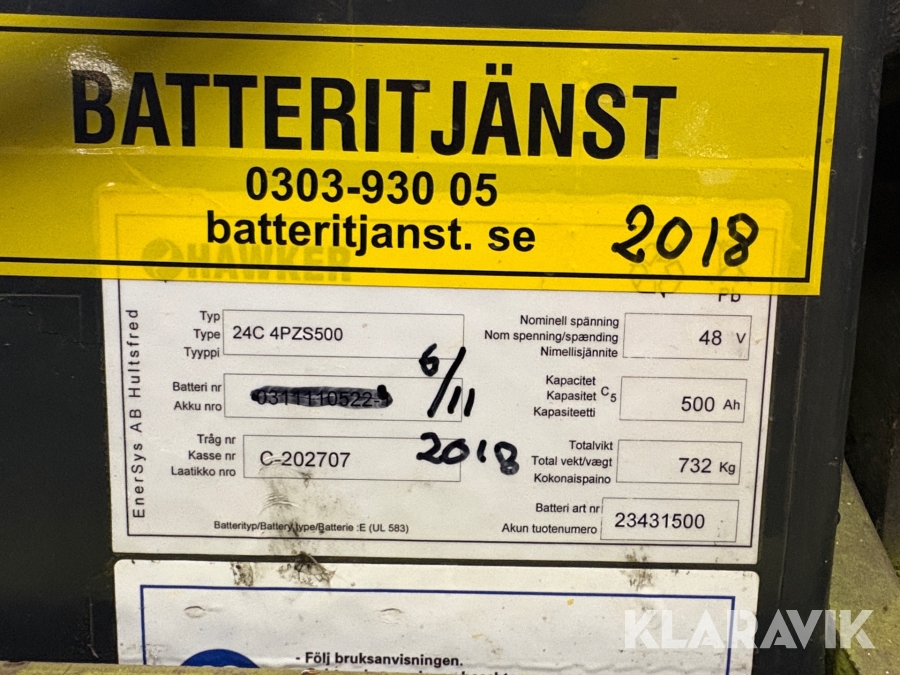 BATTERITJÄNST
0303-930 05
batteritjanst. se
2018
HAWKER
Pb
EnerSys AB Hultsfred
Typ
Type
Tyyppi
24C 4PZS500
Nominell spänning
Nom spenning/spænding
Nimellisjännite
48 V
Batteri nr
Akku nro
0311110522-
6/11
Kapacitet
Kapasitet C5
Kapasiteetti
500 Ah
Tråg nr
Kasse nr
Laatikko nro
C-202707
2018
Totalvikt
Total vekt/vægt
Kokonaispaino
732 Kg
Batterityp/Battery type/Batterie :E (UL 583)
Batteri art nr
Akun tuotenumero
23431500
- Följ bruksanvisningen.
KLARAVIK